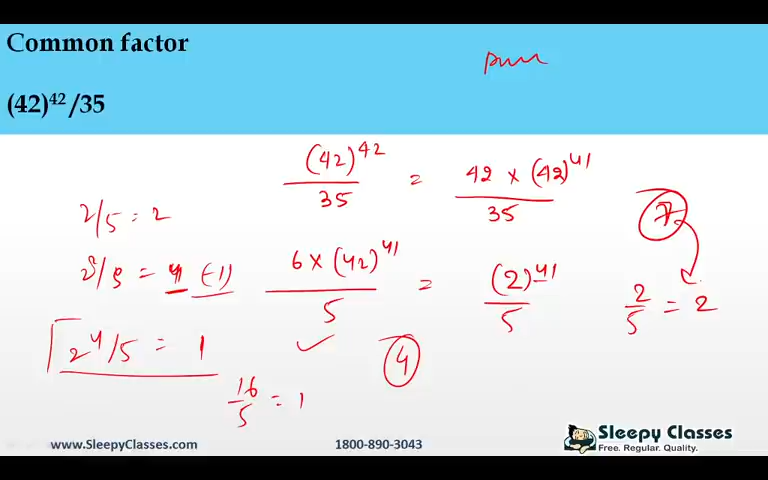 Common factor
(42)⁴²/35
(42)⁴²/35 = 42 × (42)⁴¹/35
2/5 = 2
7
= 4 (-1)
6 × (42)⁴¹/5 = (2)⁴¹/5
2/5 = 2
2⁴/5 = 1
4
16/5 = 1
www.SleepyClasses.com
1800-890-3043
Sleepy Classes
Free. Regular. Quality.